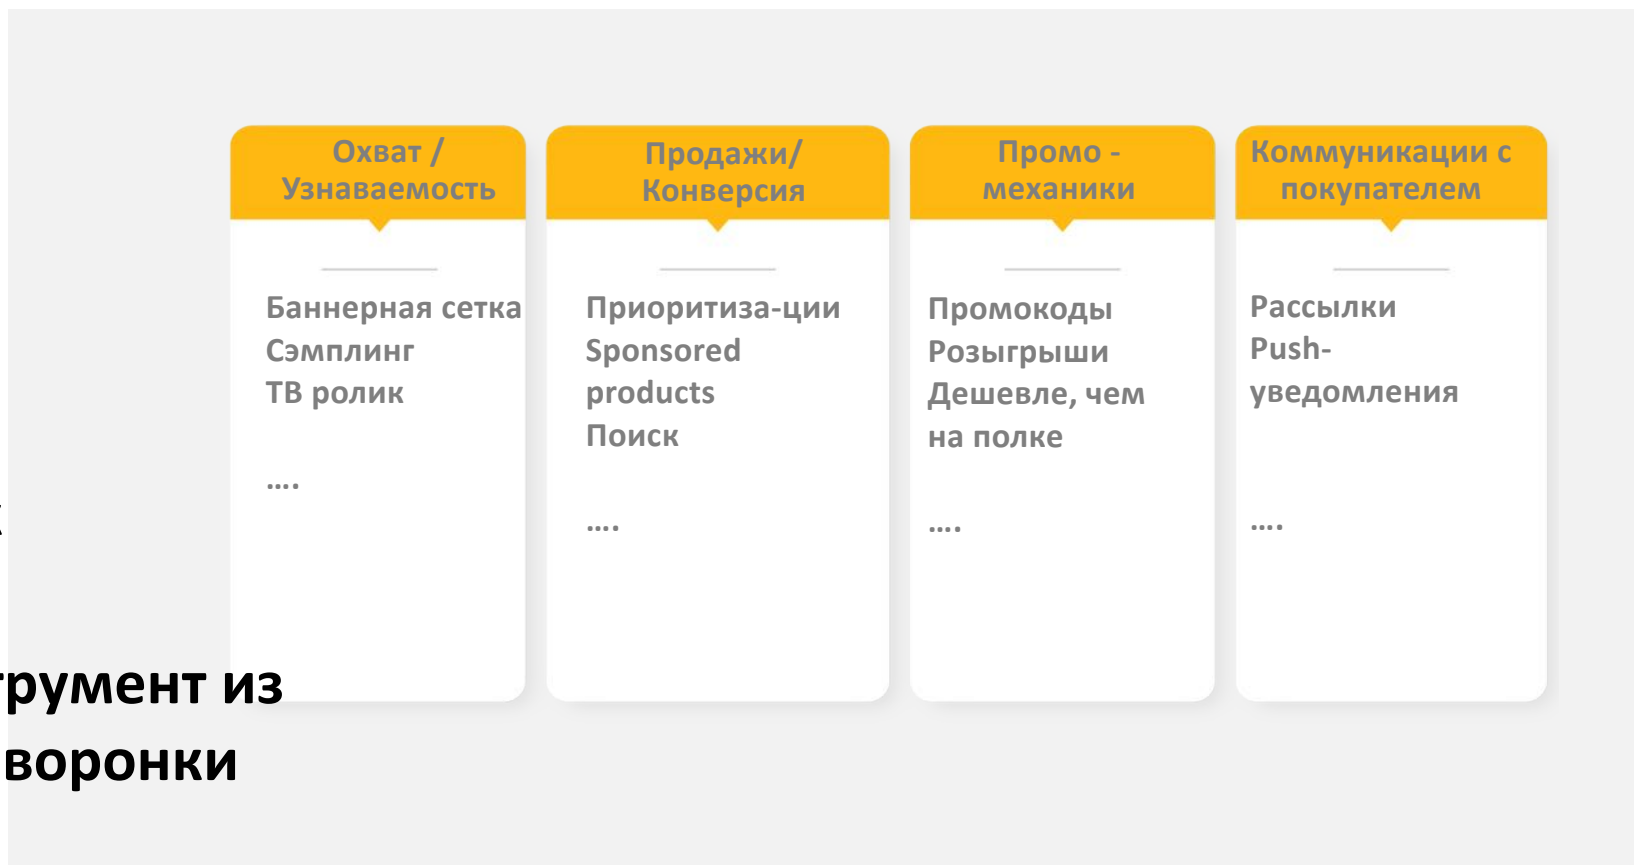 Охват /
Узнаваемость
Баннерная сетка
Сэмплинг
ТВ ролик
....
Продажи/
Конверсия
Приоритиза-ции
Sponsored
products
Поиск
....
Промо -
механики
Промокоды
Розыгрыши
Дешевле, чем
на полке
....
Коммуникации с
покупателем
Рассылки
Push-
уведомления
....
из
воронки